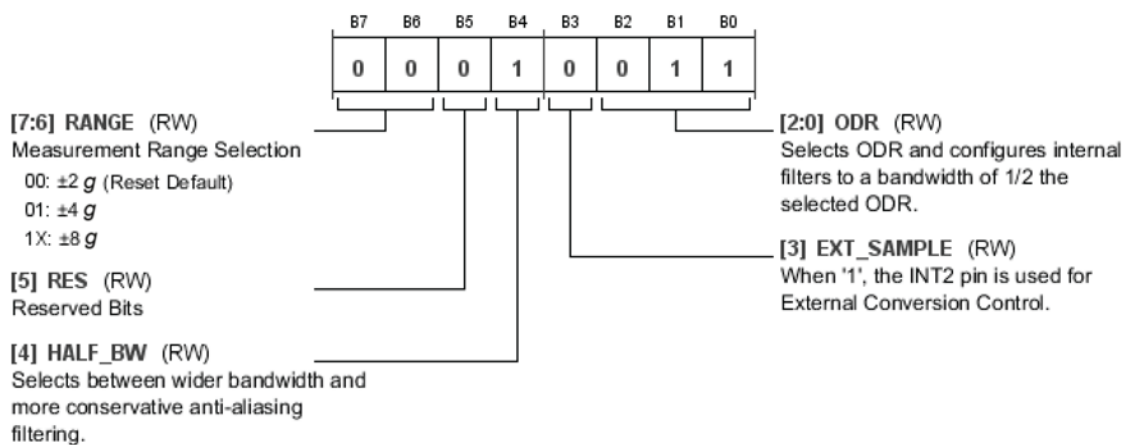 B7 B6 B5 B4 B3 B2 B1 B0
0 0 0 1 0 0 1 1
[7:6] RANGE (RW)
Measurement Range Selection
00: ±2 g (Reset Default)
01: ±4 g
1X: ±8 g
[5] RES (RW)
Reserved Bits
[4] HALF_BW (RW)
Selects between wider bandwidth and
more conservative anti-aliasing
filtering.
[2:0] ODR (RW)
Selects ODR and configures internal
filters to a bandwidth of 1/2 the
selected ODR.
[3] EXT_SAMPLE (RW)
When '1', the INT2 pin is used for
External Conversion Control.